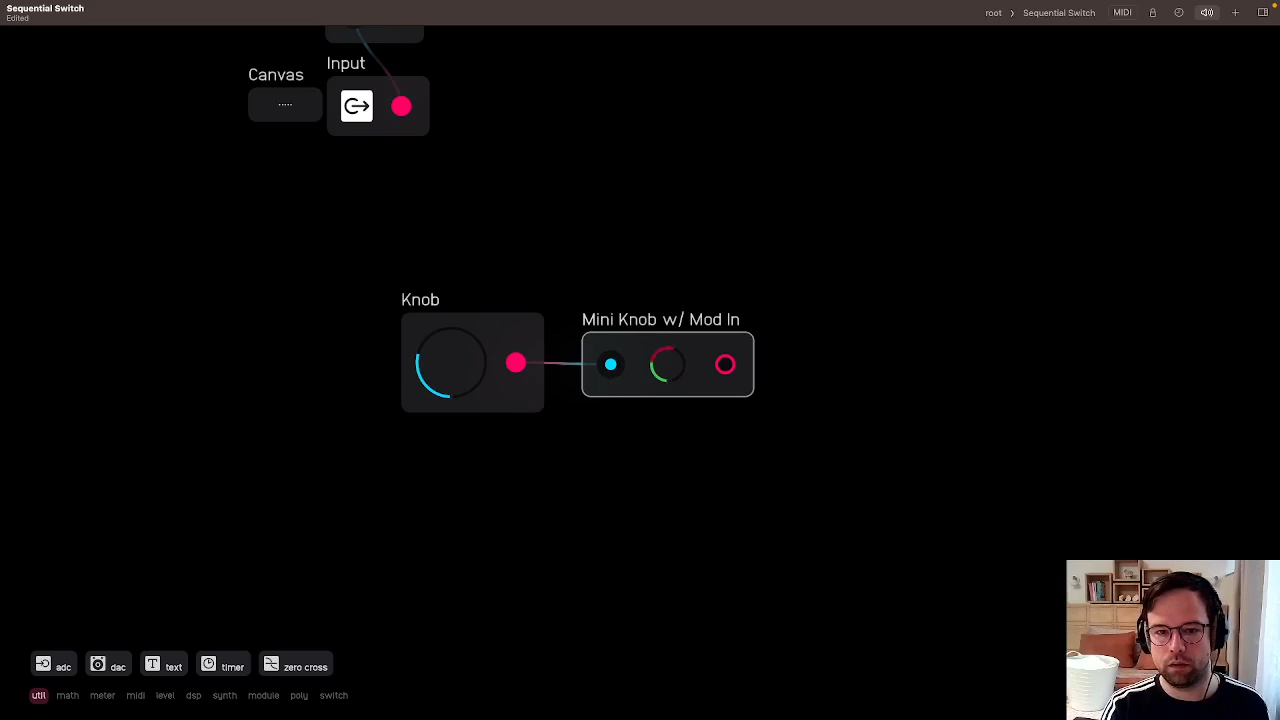 Sequential Switch
Edited
root › Sequential Switch MIDI
Canvas
Input
Knob
Mini Knob w/ Mod In
adc dac text timer zero cross
util math meter midi level dsp synth module poly switch